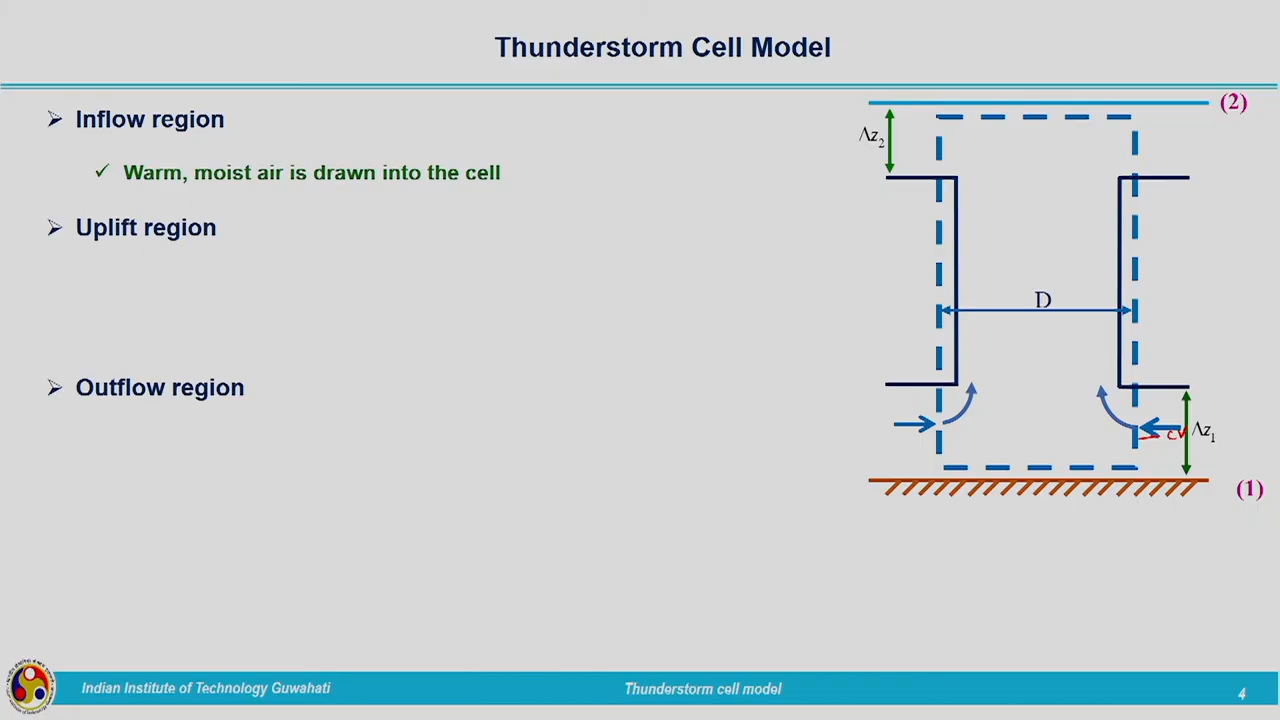 Thunderstorm Cell Model
Inflow region
Warm, moist air is drawn into the cell
Uplift region
Outflow region
(2)
Δz2
D
CV
Δz1
(1)
Indian Institute of Technology Guwahati
Thunderstorm cell model
4